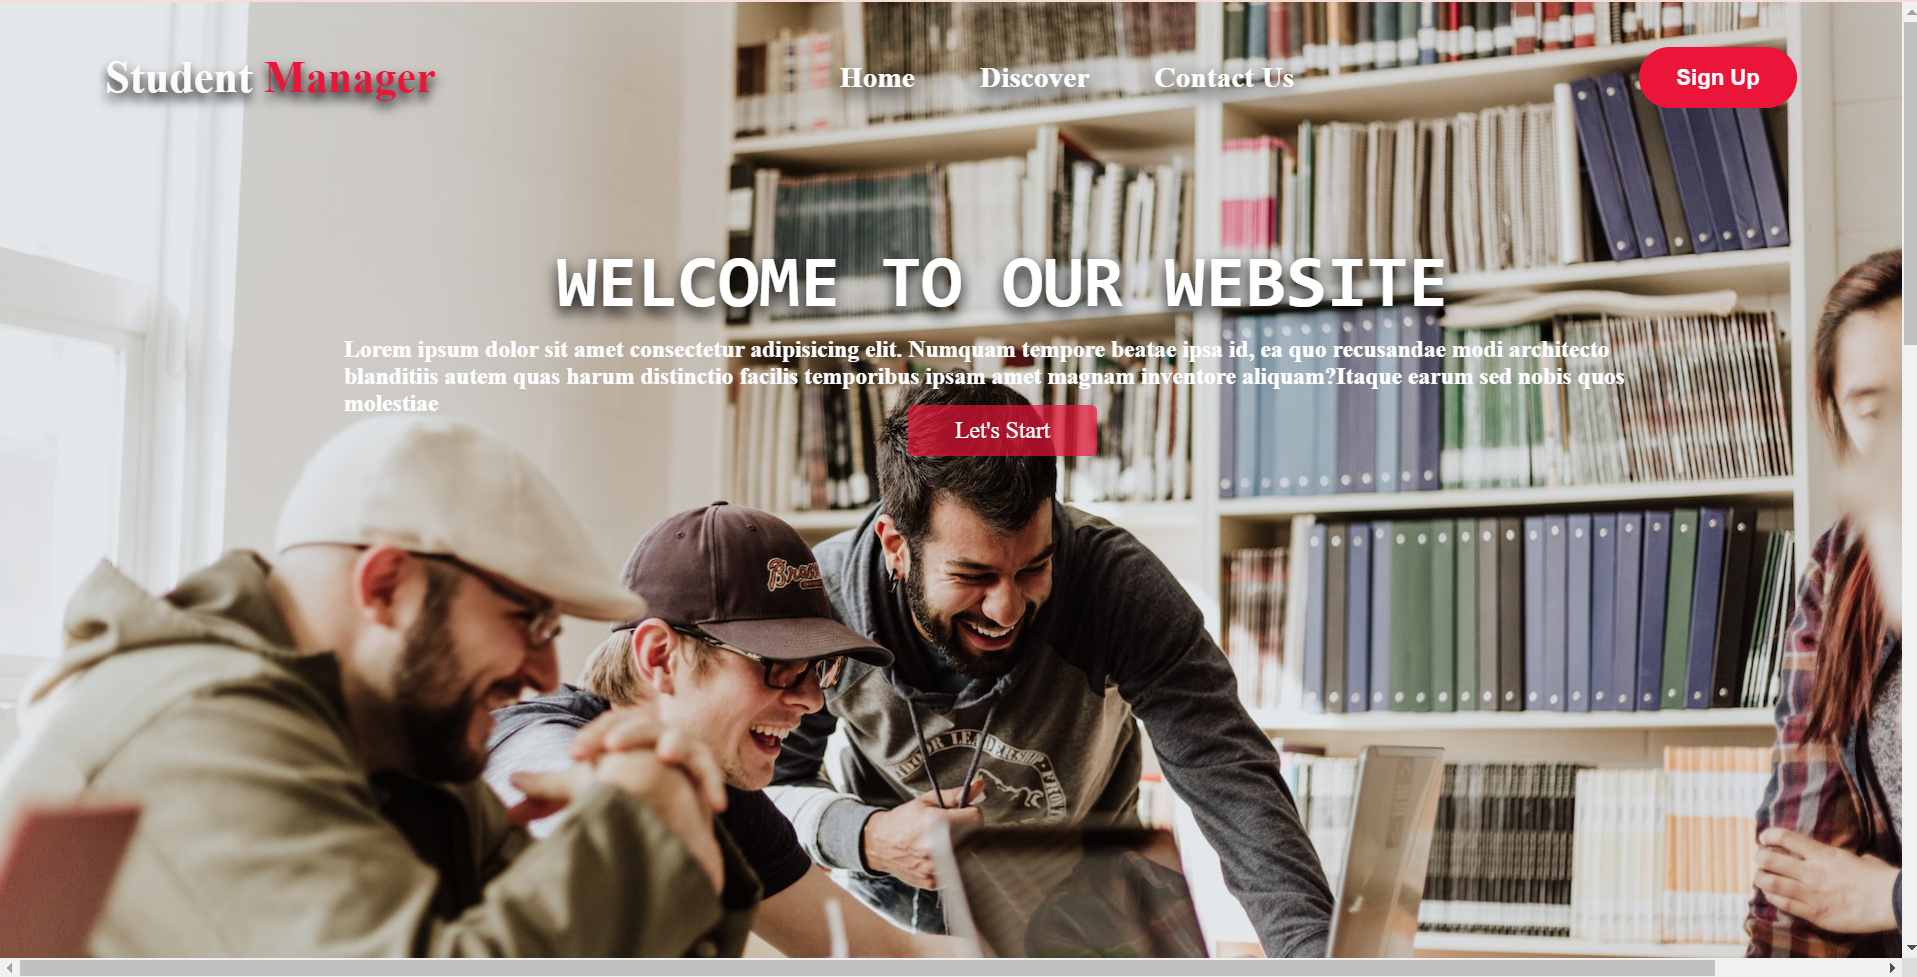 Student Manager
Home
Discover
Contact Us
Sign Up
WELCOME TO OUR WEBSITE
Lorem ipsum dolor sit amet consectetur adipisicing elit. Numquam tempore beatae ipsa id, ea quo recusandae modi architecto
blanditiis autem quas harum distinctio facilis temporibus ipsam amet magnam inventore aliquam?Itaque earum sed nobis quos
molestiae
Let's Start
LEADERSHIP